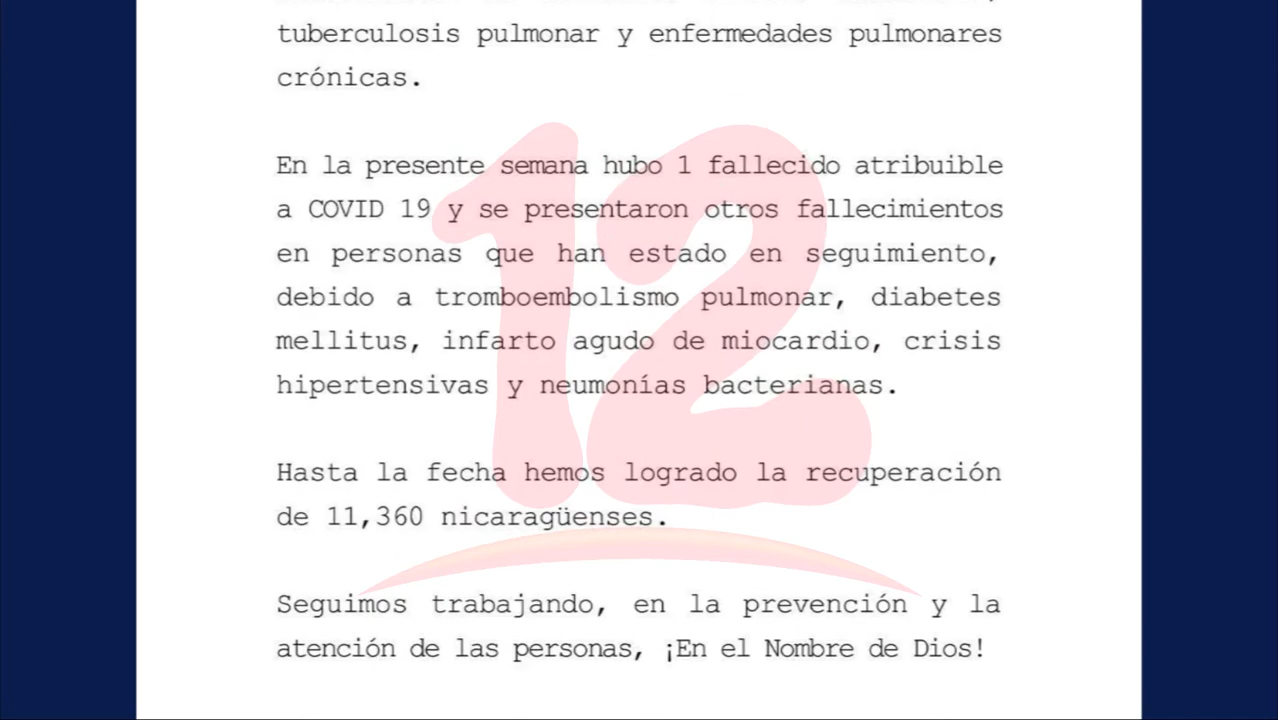 tuberculosis pulmonar y enfermedades pulmonares
crónicas.
En la presente semana hubo 1 fallecido atribuible
a COVID 19 y se presentaron otros fallecimientos
en personas que han estado en seguimiento,
debido a tromboembolismo pulmonar, diabetes
mellitus, infarto agudo de miocardio, crisis
hipertensivas y neumonías bacterianas.
Hasta la fecha hemos logrado la recuperación
de 11,360 nicaragüenses.
Seguimos trabajando, en la prevención y la
atención de las personas, ¡En el Nombre de Dios!
12